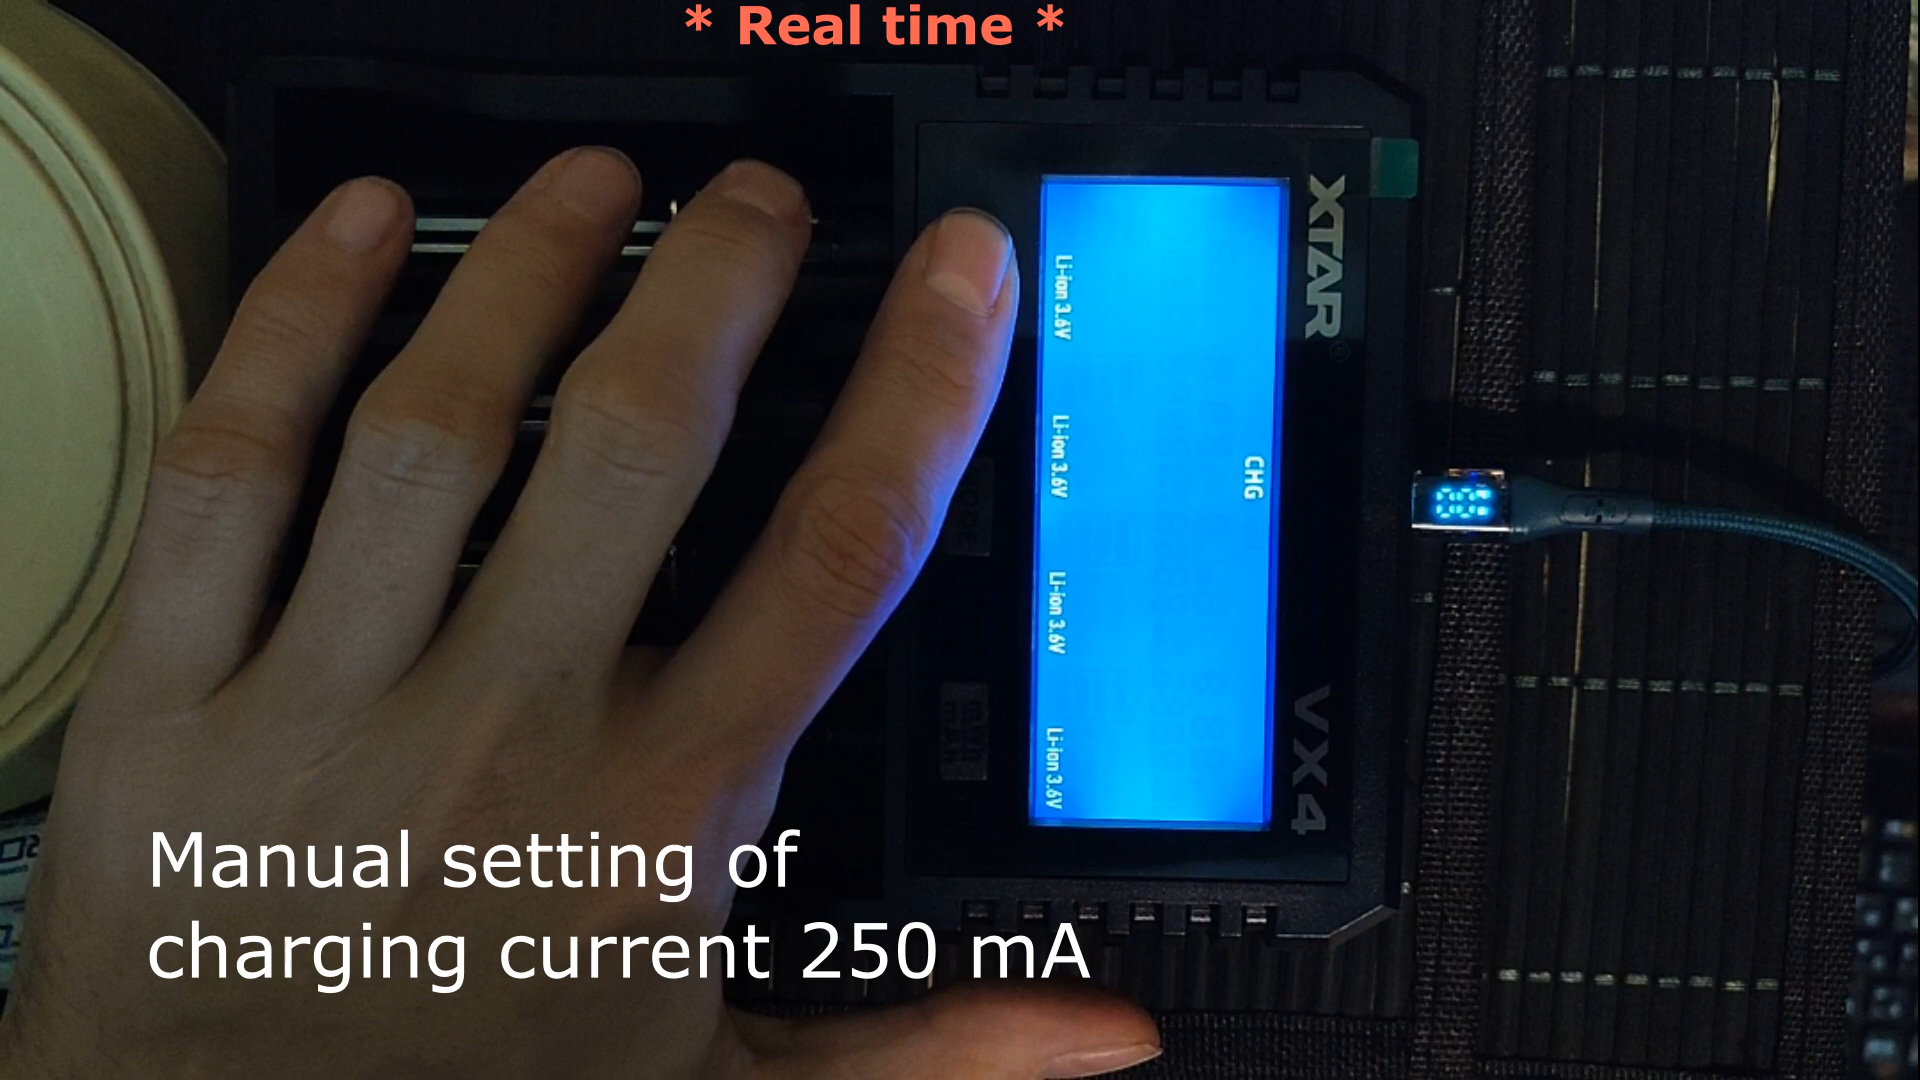 * Real time *
XTAR®
Li-ion 3.6V
Li-ion 3.6V
CHG
Li-ion 3.6V
Li-ion 3.6V
VX4
Manual setting of
charging current 250 mA